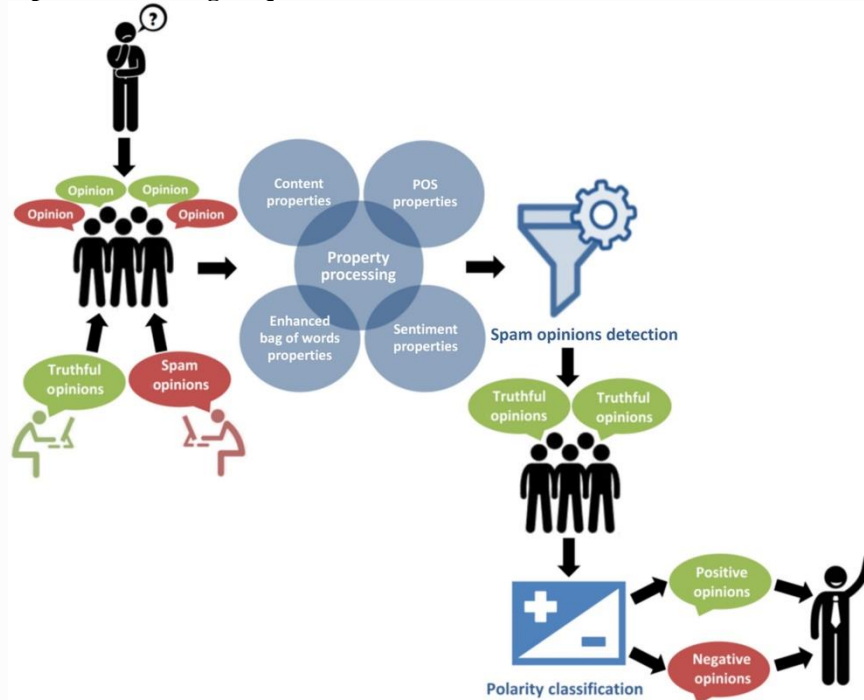 ?
Opinion
Opinion
Opinion
Opinion
Content
properties
POS
properties
Property
processing
Enhanced
bag of words
properties
Sentiment
properties
Truthful
opinions
Spam
opinions
Spam opinions detection
Truthful
opinions
Truthful
opinions
+
-
Positive
opinions
Negative
opinions
Polarity classification